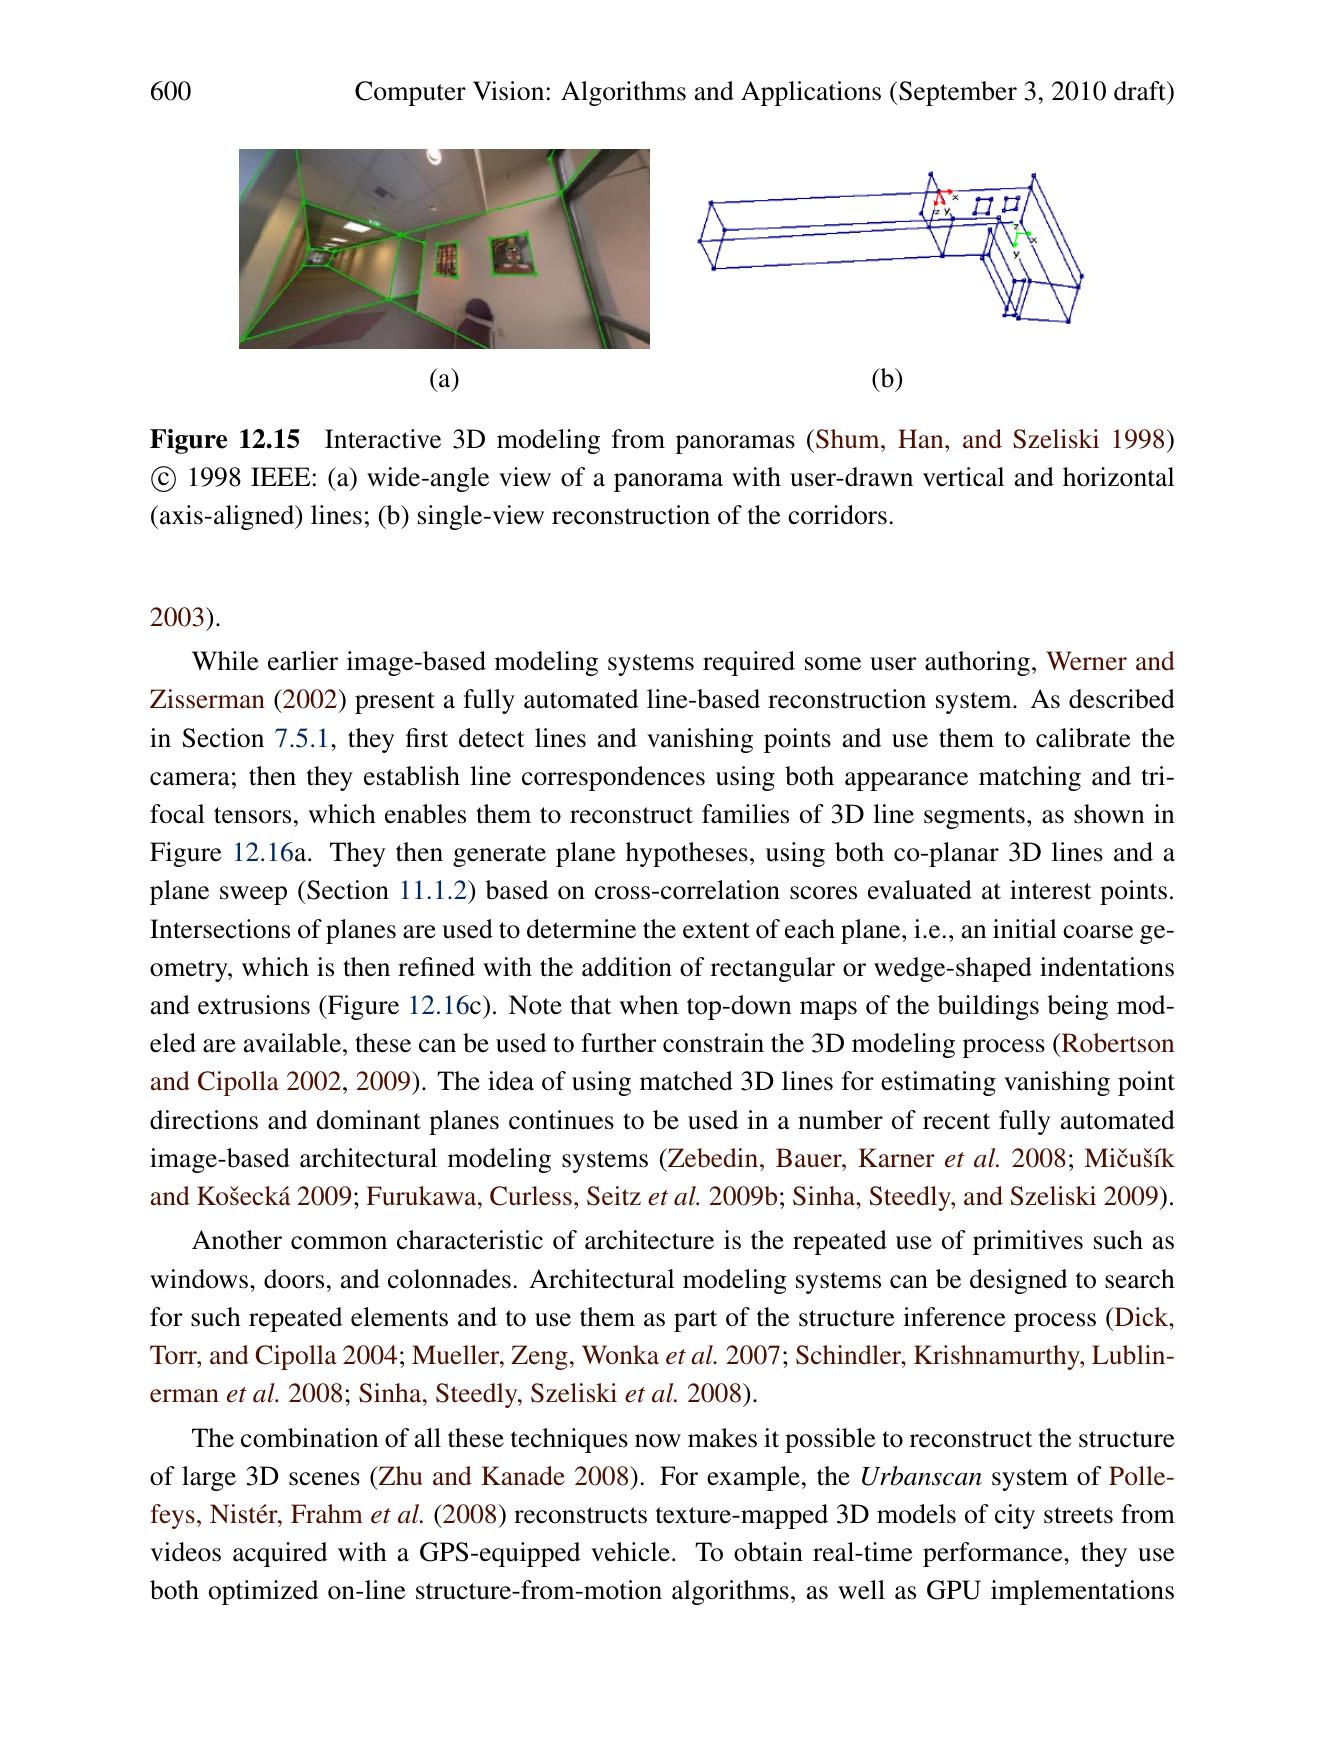 600 Computer Vision: Algorithms and Applications (September 3, 2010 draft)
x
z y
z
x
y
(a) (b)
Figure 12.15 Interactive 3D modeling from panoramas (Shum, Han, and Szeliski 1998)
© 1998 IEEE: (a) wide-angle view of a panorama with user-drawn vertical and horizontal
(axis-aligned) lines; (b) single-view reconstruction of the corridors.
2003).
While earlier image-based modeling systems required some user authoring, Werner and
Zisserman (2002) present a fully automated line-based reconstruction system. As described
in Section 7.5.1, they first detect lines and vanishing points and use them to calibrate the
camera; then they establish line correspondences using both appearance matching and tri-
focal tensors, which enables them to reconstruct families of 3D line segments, as shown in
Figure 12.16a. They then generate plane hypotheses, using both co-planar 3D lines and a
plane sweep (Section 11.1.2) based on cross-correlation scores evaluated at interest points.
Intersections of planes are used to determine the extent of each plane, i.e., an initial coarse ge-
ometry, which is then refined with the addition of rectangular or wedge-shaped indentations
and extrusions (Figure 12.16c). Note that when top-down maps of the buildings being mod-
eled are available, these can be used to further constrain the 3D modeling process (Robertson
and Cipolla 2002, 2009). The idea of using matched 3D lines for estimating vanishing point
directions and dominant planes continues to be used in a number of recent fully automated
image-based architectural modeling systems (Zebedin, Bauer, Karner et al. 2008; Mičušík
and Košecká 2009; Furukawa, Curless, Seitz et al. 2009b; Sinha, Steedly, and Szeliski 2009).
Another common characteristic of architecture is the repeated use of primitives such as
windows, doors, and colonnades. Architectural modeling systems can be designed to search
for such repeated elements and to use them as part of the structure inference process (Dick,
Torr, and Cipolla 2004; Mueller, Zeng, Wonka et al. 2007; Schindler, Krishnamurthy, Lublin-
erman et al. 2008; Sinha, Steedly, Szeliski et al. 2008).
The combination of all these techniques now makes it possible to reconstruct the structure
of large 3D scenes (Zhu and Kanade 2008). For example, the Urbanscan system of Polle-
feys, Nistér, Frahm et al. (2008) reconstructs texture-mapped 3D models of city streets from
videos acquired with a GPS-equipped vehicle. To obtain real-time performance, they use
both optimized on-line structure-from-motion algorithms, as well as GPU implementations